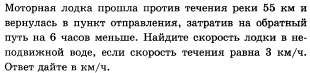 Моторная лодка прошла против течения реки 55 км и
вернулась в пункт отправления, затратив на обратный
путь на 6 часов меньше. Найдите скорость лодки в не-
подвижной воде, если скорость течения равна 3 км/ч.
Ответ дайте в км/ч.